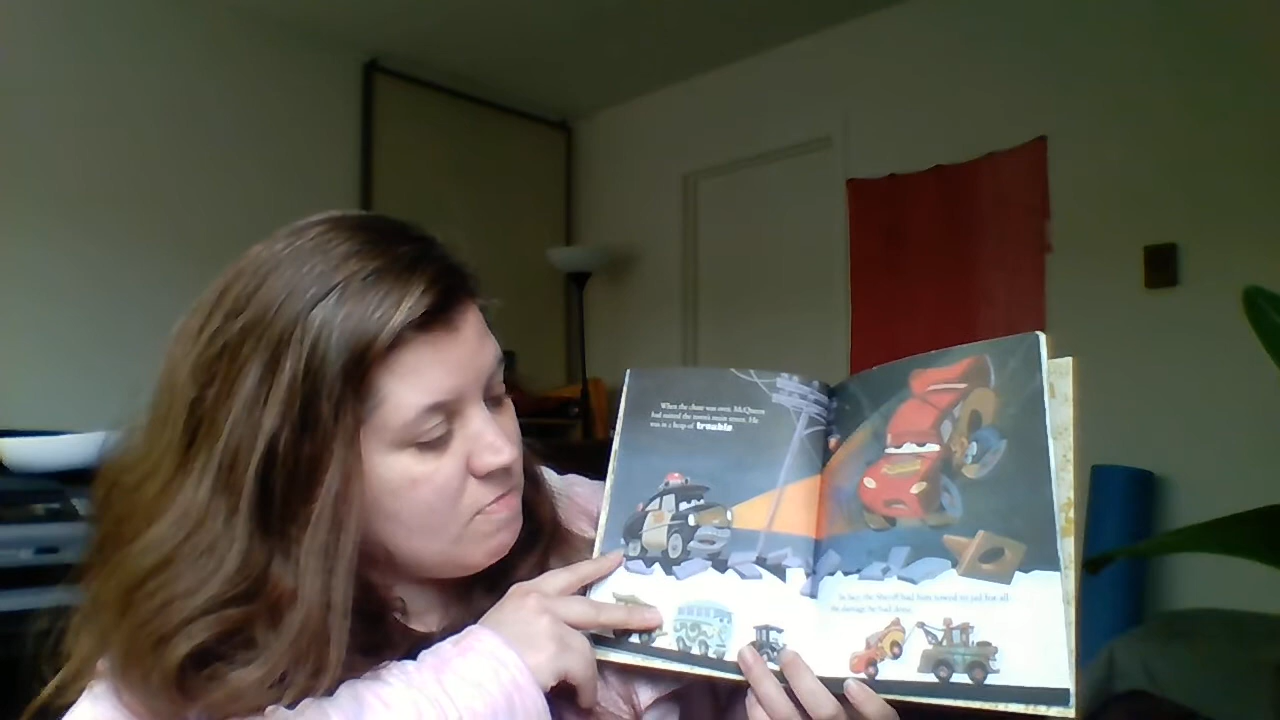 When the chase was over, McQueen
had ruined the town's main street. He
was in a heap of trouble.
In fact, the Sheriff had him towed to jail for all
the damage he had done.